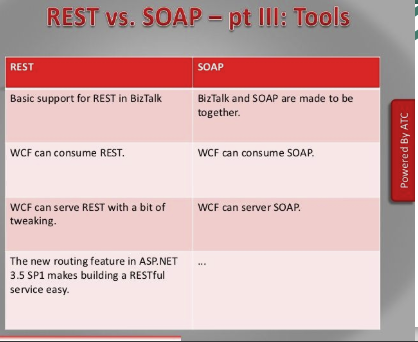 REST vs. SOAP – pt III: Tools
REST
SOAP
Basic support for REST in BizTalk
BizTalk and SOAP are made to be
together.
WCF can consume REST.
WCF can consume SOAP.
WCF can serve REST with a bit of
tweaking.
WCF can server SOAP.
The new routing feature in ASP.NET
3.5 SP1 makes building a RESTful
service easy.
...
Powered By ATC